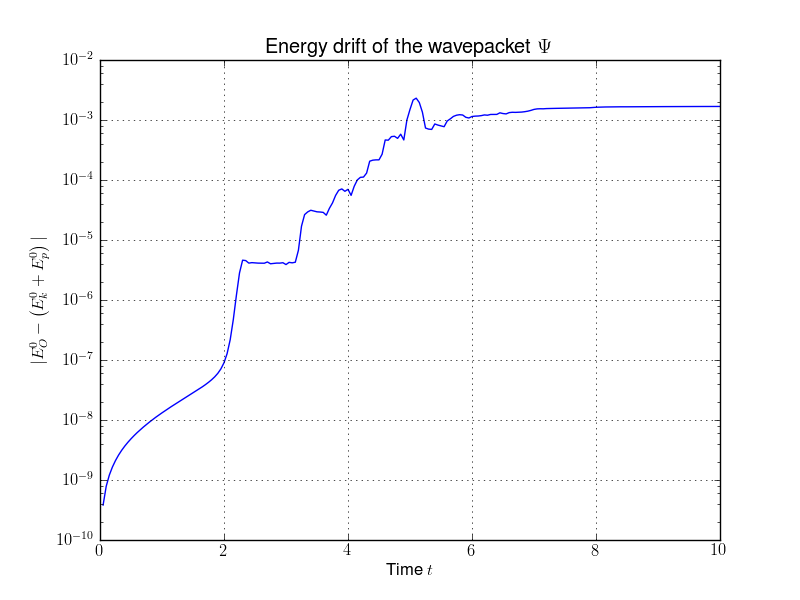 Energy drift of the wavepacket Ψ
10⁻²
10⁻³
10⁻⁴
10⁻⁵
10⁻⁶
10⁻⁷
10⁻⁸
10⁻⁹
10⁻¹⁰
|E_O^0 − (E_k^0 + E_p^0)|
0 2 4 6 8 10
Time t